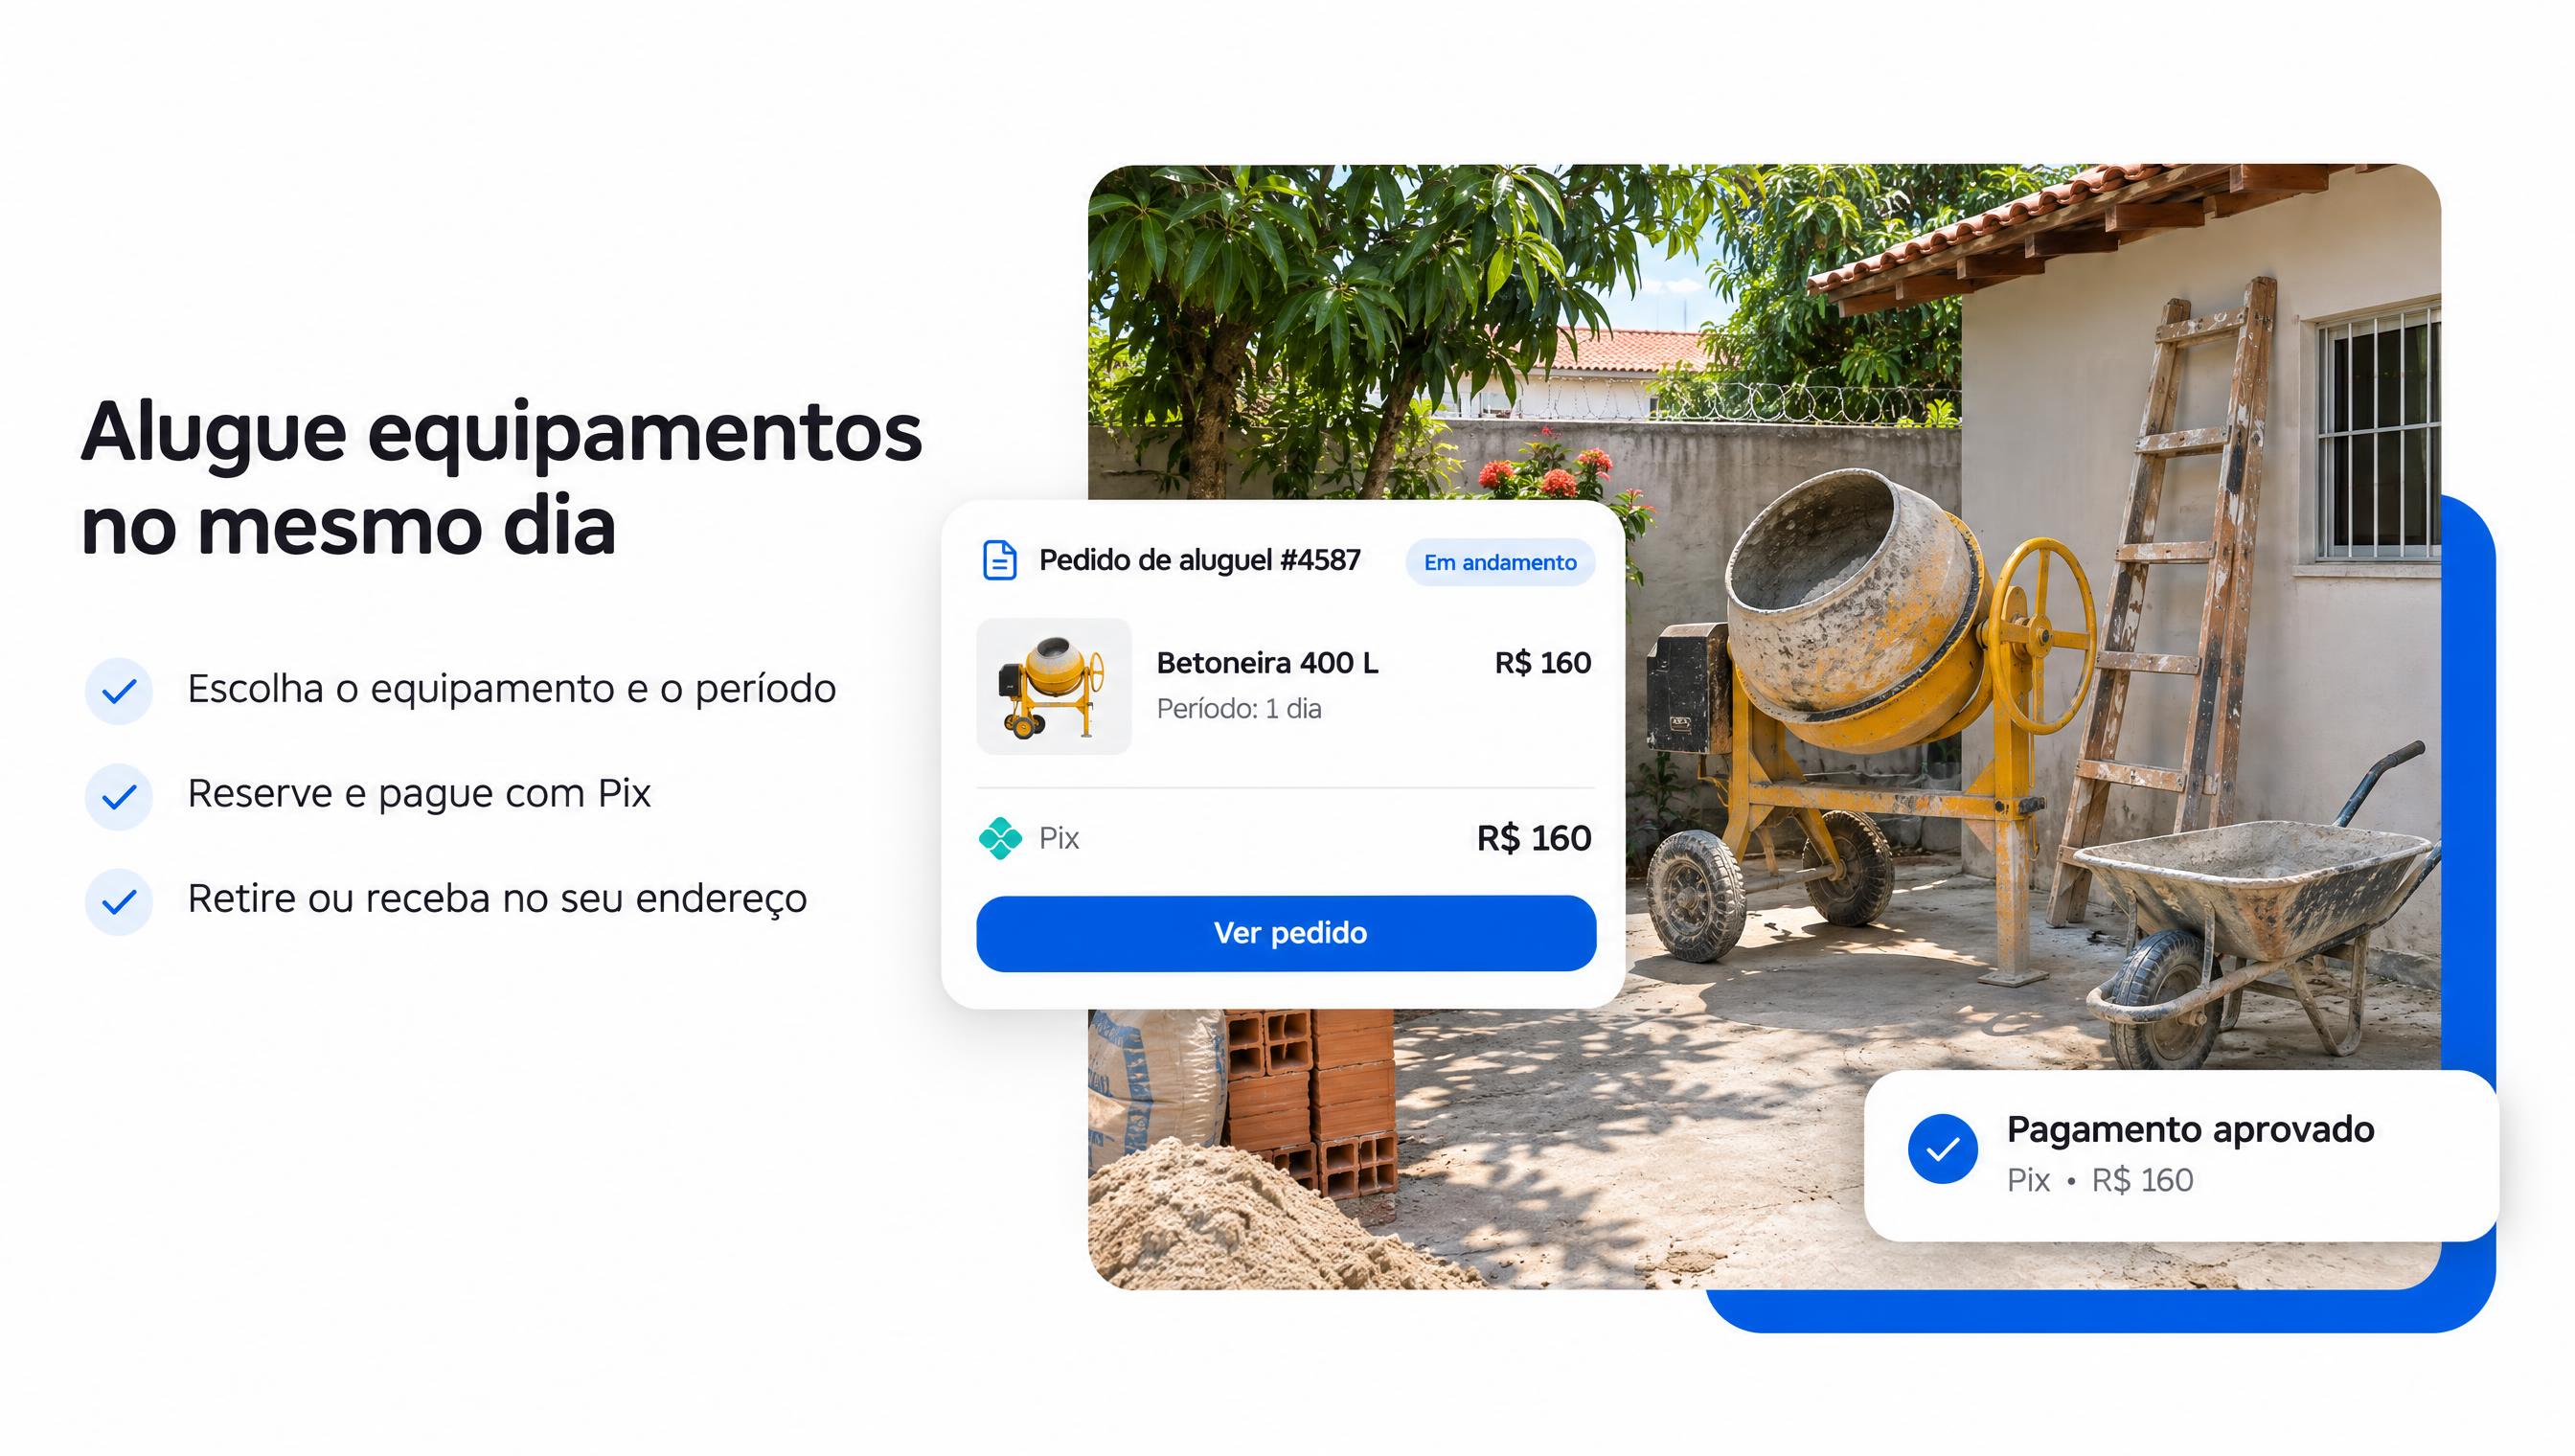 Alugue equipamentos
no mesmo dia
Escolha o equipamento e o período
Reserve e pague com Pix
Retire ou receba no seu endereço
Pedido de aluguel #4587
Em andamento
Betoneira 400 L
R$ 160
Período: 1 dia
Pix
R$ 160
Ver pedido
Pagamento aprovado
Pix • R$ 160